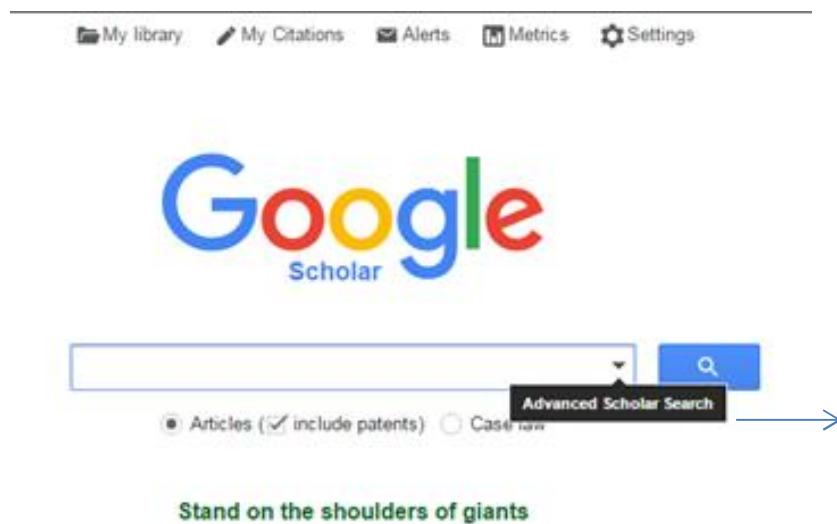 My library My Citations Alerts Metrics Settings
Google
Scholar
Advanced Scholar Search
Articles ( include patents) Case law
Stand on the shoulders of giants